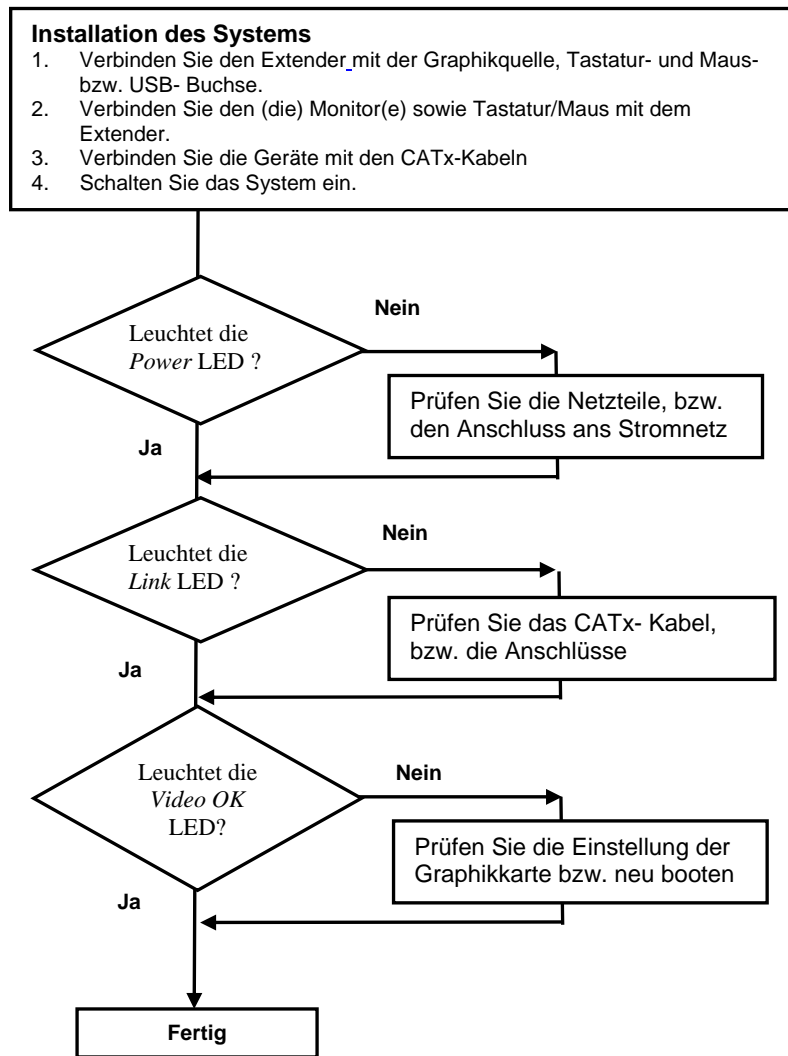 Installation des Systems
1. Verbinden Sie den Extender mit der Graphikquelle, Tastatur- und Maus-
bzw. USB- Buchse.
2. Verbinden Sie den (die) Monitor(e) sowie Tastatur/Maus mit dem
Extender.
3. Verbinden Sie die Geräte mit den CATx-Kabeln
4. Schalten Sie das System ein.
Nein
Leuchtet die
Power LED ?
Prüfen Sie die Netzteile, bzw.
den Anschluss ans Stromnetz
Ja
Nein
Leuchtet die
Link LED ?
Prüfen Sie das CATx- Kabel,
bzw. die Anschlüsse
Ja
Nein
Leuchtet die
Video OK
LED?
Prüfen Sie die Einstellung der
Graphikkarte bzw. neu booten
Ja
Fertig